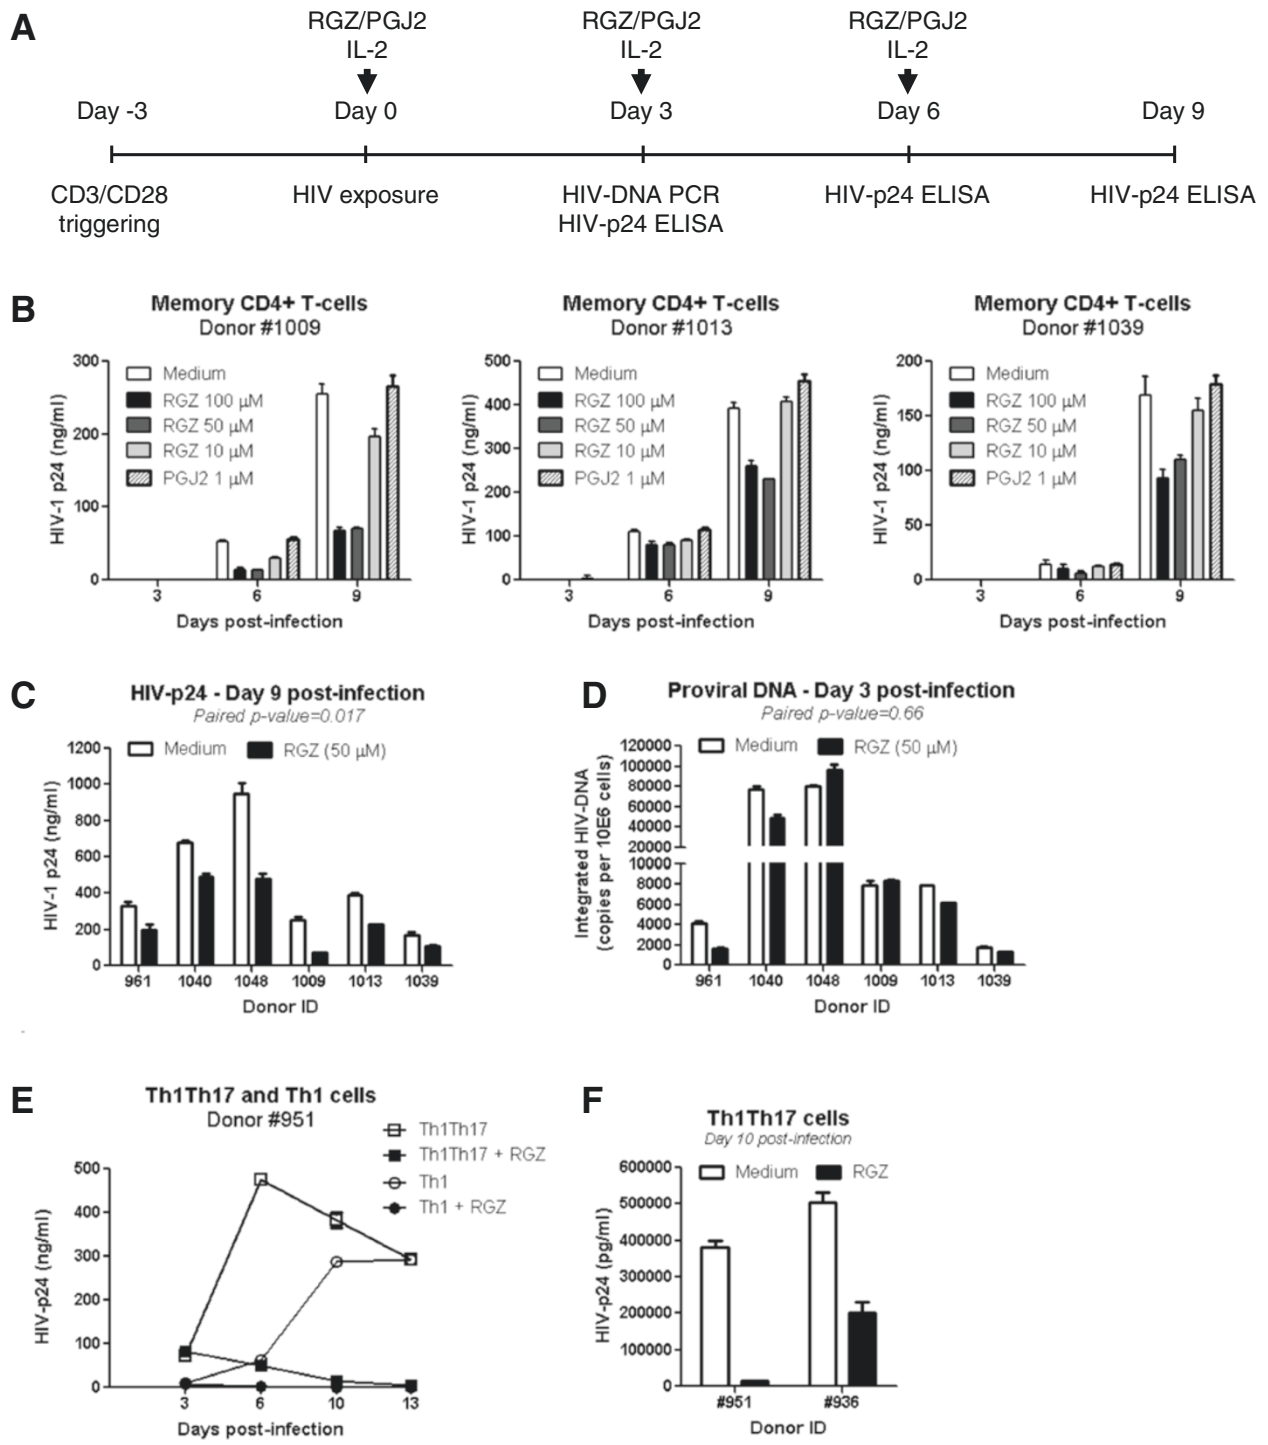 A
RGZ/PGJ2 RGZ/PGJ2 RGZ/PGJ2
IL-2 IL-2 IL-2
Day -3 Day 0 Day 3 Day 6 Day 9
CD3/CD28 HIV exposure HIV-DNA PCR HIV-p24 ELISA HIV-p24 ELISA
triggering HIV-p24 ELISA
B
Memory CD4+ T-cells
Donor #1009
HIV-1 p24 (ng/ml)
300
200
100
0
Medium
RGZ 100 µM
RGZ 50 µM
RGZ 10 µM
PGJ2 1 µM
3 6 9
Days post-infection
Memory CD4+ T-cells
Donor #1013
HIV-1 p24 (ng/ml)
500
400
300
200
100
0
Medium
RGZ 100 µM
RGZ 50 µM
RGZ 10 µM
PGJ2 1 µM
3 6 9
Days post-infection
Memory CD4+ T-cells
Donor #1039
HIV-1 p24 (ng/ml)
200
150
100
50
0
Medium
RGZ 100 µM
RGZ 50 µM
RGZ 10 µM
PGJ2 1 µM
3 6 9
Days post-infection
C
HIV-p24 - Day 9 post-infection
Paired p-value=0.017
Medium RGZ (50 µM)
HIV-1 p24 (ng/ml)
1200
1000
800
600
400
200
0
961 1040 1048 1009 1013 1039
Donor ID
D
Proviral DNA - Day 3 post-infection
Paired p-value=0.66
Medium RGZ (50 µM)
Integrated HIV-DNA
(copies per 10E6 cells)
120000
100000
80000
60000
40000
20000
10000
8000
6000
4000
2000
0
961 1040 1048 1009 1013 1039
Donor ID
E
Th1Th17 and Th1 cells
Donor #951
Th1Th17
Th1Th17 + RGZ
Th1
Th1 + RGZ
HIV-p24 (ng/ml)
500
400
300
200
100
0
3 6 10 13
Days post-infection
F
Th1Th17 cells
Day 10 post-infection
Medium RGZ
HIV-p24 (pg/ml)
600000
500000
400000
300000
200000
100000
0
#951 #936
Donor ID